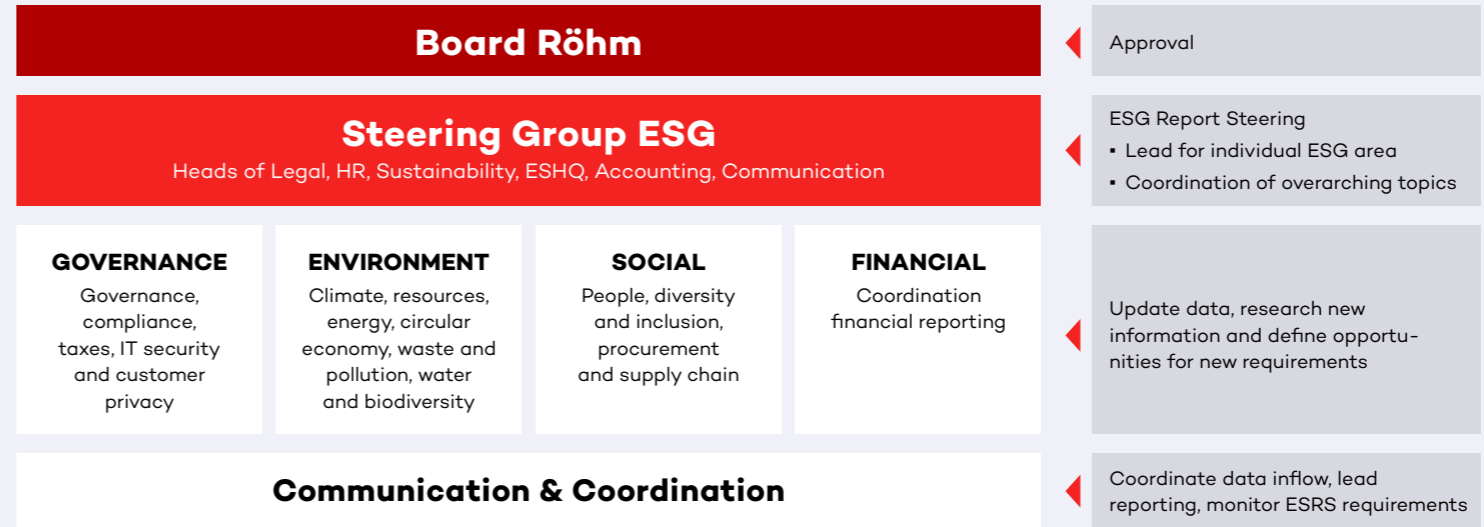 Board Röhm
Approval
Steering Group ESG
Heads of Legal, HR, Sustainability, ESHQ, Accounting, Communication
ESG Report Steering
▪ Lead for individual ESG area
▪ Coordination of overarching topics
GOVERNANCE
Governance,
compliance,
taxes, IT security
and customer
privacy
ENVIRONMENT
Climate, resources,
energy, circular
economy, waste and
pollution, water
and biodiversity
SOCIAL
People, diversity
and inclusion,
procurement
and supply chain
FINANCIAL
Coordination
financial reporting
Update data, research new
information and define opportu-
nities for new requirements
Communication & Coordination
Coordinate data inflow, lead
reporting, monitor ESRS requirements